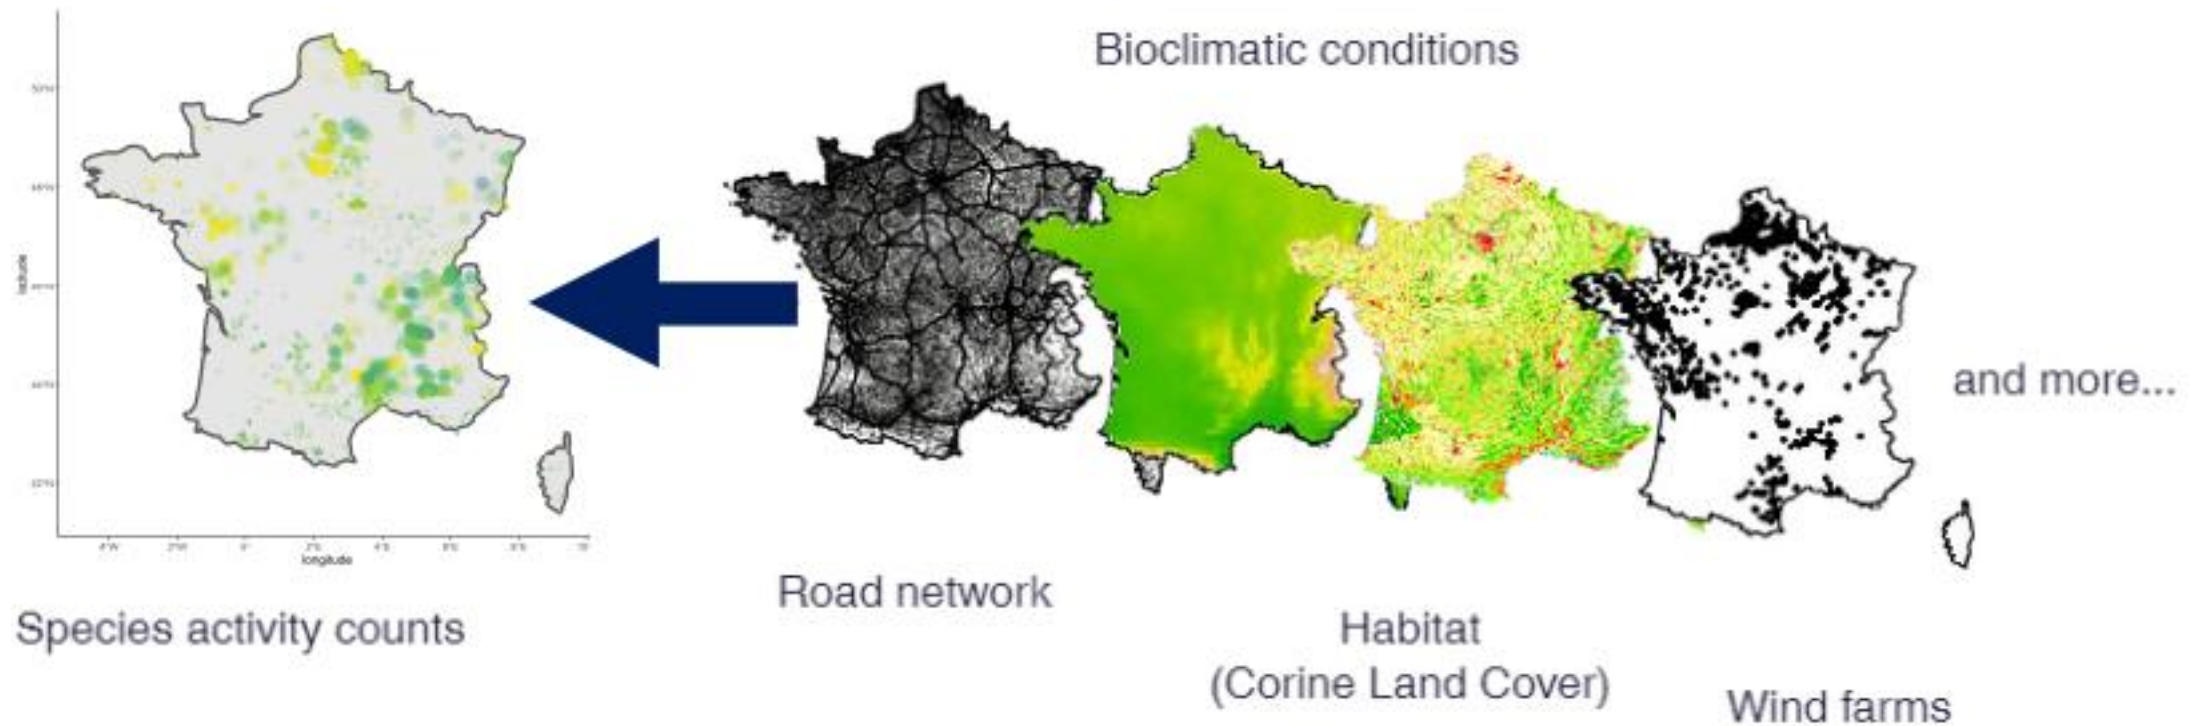 Bioclimatic conditions
latitude
longitude
and more...
Road network
Species activity counts
Habitat
(Corine Land Cover)
Wind farms